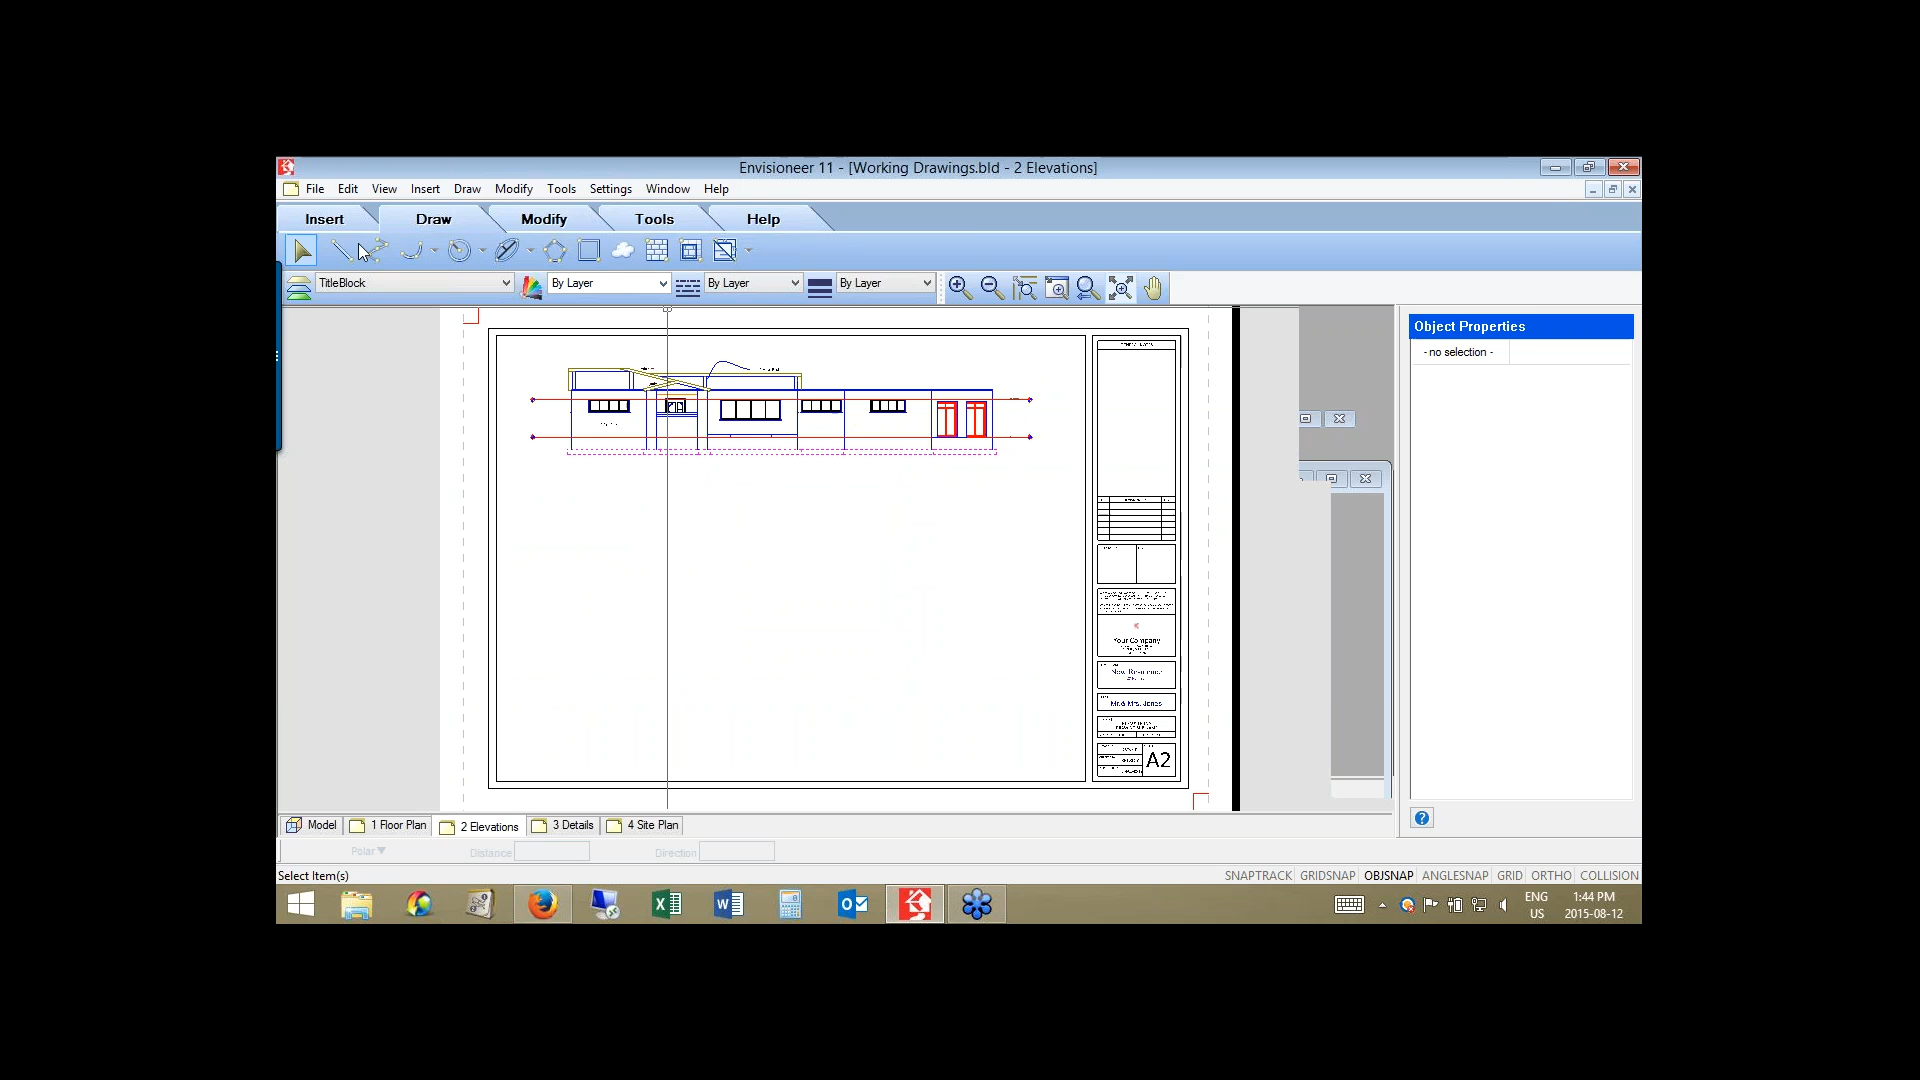 Envisioneer 11 - [Working Drawings.bld - 2 Elevations]
File Edit View Insert Draw Modify Tools Settings Window Help
Insert Draw Modify Tools Help
TitleBlock By Layer By Layer By Layer
Object Properties
- no selection -
Your Company
Mr.& Mrs. Jones
A2
Model 1 Floor Plan 2 Elevations 3 Details 4 Site Plan
Polar Distance Direction
Select Item(s) SNAPTRACK GRIDSNAP OBJSNAP ANGLESNAP GRID ORTHO COLLISION
ENG 1:44 PM
US 2015-08-12